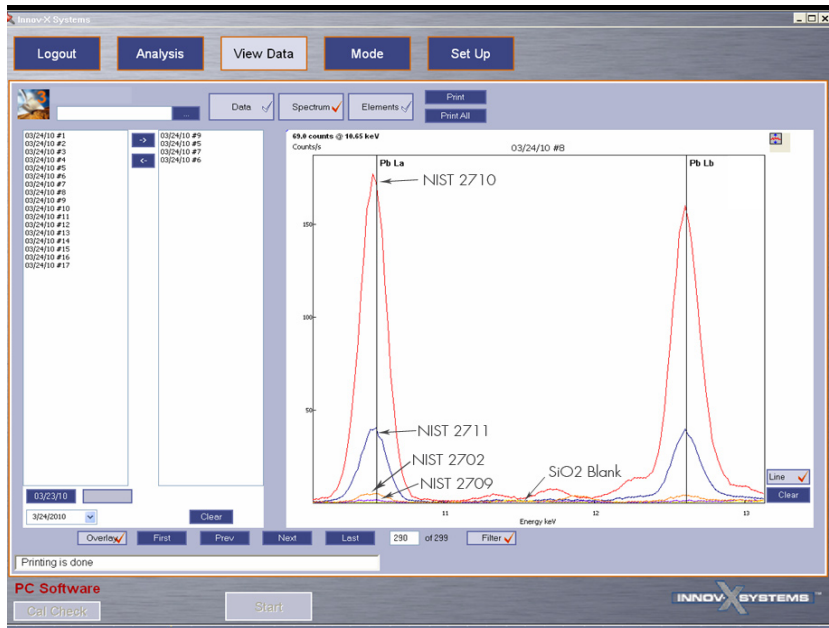 Innov-X Systems
Logout
Analysis
View Data
Mode
Set Up
3
...
Data
Spectrum
Elements
Print
Print All
03/24/10 #1
03/24/10 #2
03/24/10 #3
03/24/10 #4
03/24/10 #5
03/24/10 #6
03/24/10 #7
03/24/10 #8
03/24/10 #9
03/24/10 #10
03/24/10 #11
03/24/10 #12
03/24/10 #13
03/24/10 #14
03/24/10 #15
03/24/10 #16
03/24/10 #17
->
<-
03/24/10 #9
03/24/10 #5
03/24/10 #7
03/24/10 #6
69.0 counts @ 10.65 keV
Counts/s
03/24/10 #8
Pb La
Pb Lb
NIST 2710
150-
100-
50-
NIST 2711
NIST 2702
NIST 2709
SiO2 Blank
11
12
13
Energy keV
Line
Clear
03/23/10
3/24/2010
Clear
Overlay
First
Prev
Next
Last
290
of 299
Filter
Printing is done
PC Software
Cal Check
Start
INNOV-X SYSTEMS